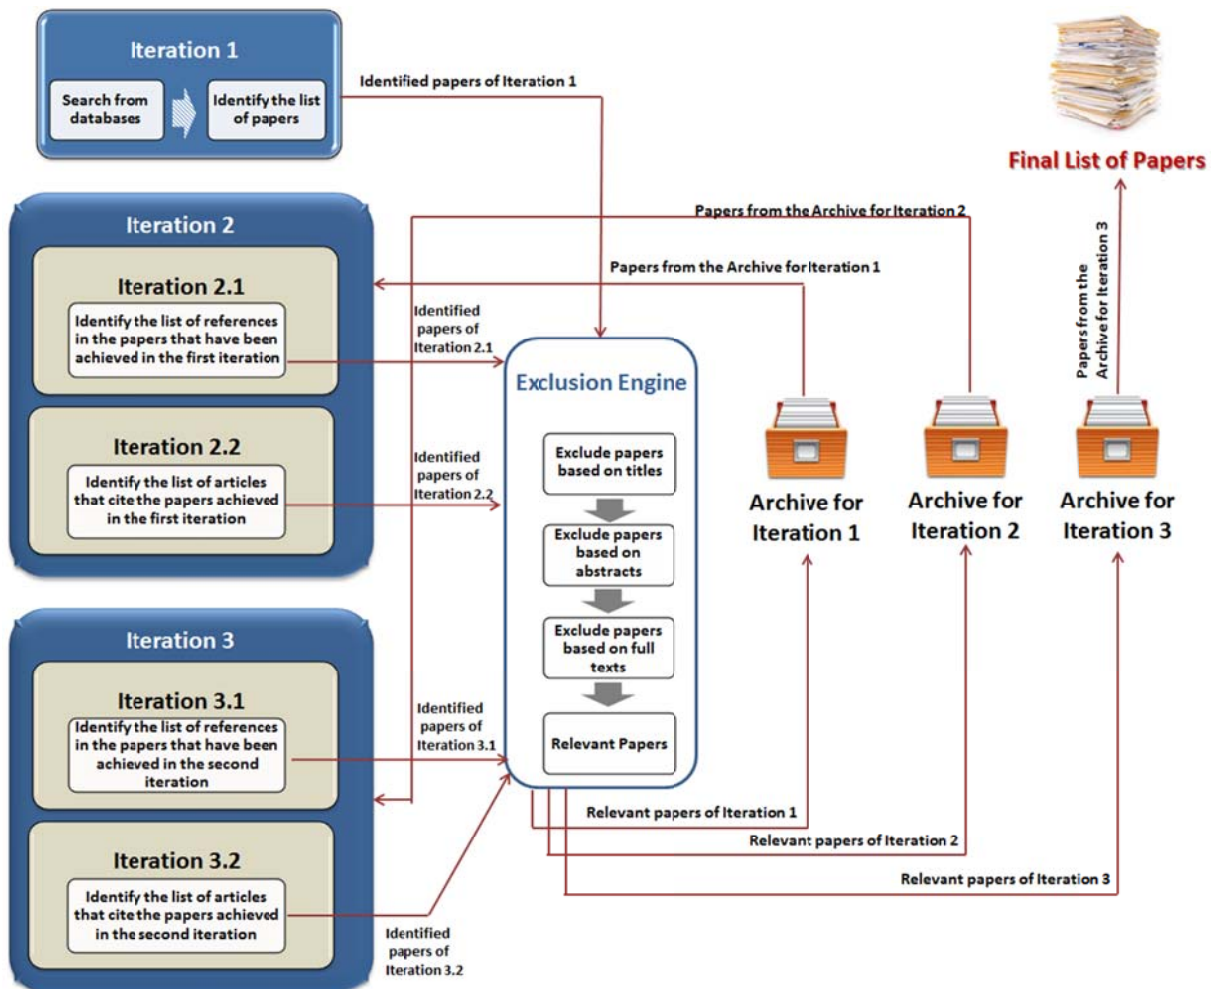 Iteration 1
Search from
databases
Identify the list
of papers
Identified papers of Iteration 1
Final List of Papers
Iteration 2
Iteration 2.1
Identify the list of references
in the papers that have been
achieved in the first iteration
Iteration 2.2
Identify the list of articles
that cite the papers achieved
in the first iteration
Papers from the Archive for Iteration 2
Papers from the Archive for Iteration 1
Papers from the
Archive for Iteration 3
Identified
papers of
Iteration 2.1
Identified
papers of
Iteration 2.2
Exclusion Engine
Exclude papers
based on titles
Exclude papers
based on
abstracts
Exclude papers
based on full
texts
Relevant Papers
Archive for
Iteration 1
Archive for
Iteration 2
Archive for
Iteration 3
Iteration 3
Iteration 3.1
Identify the list of references
in the papers that have been
achieved in the second
iteration
Iteration 3.2
Identify the list of articles
that cite the papers achieved
in the second iteration
Identified
papers of
Iteration 3.1
Identified
papers of
Iteration 3.2
Relevant papers of Iteration 1
Relevant papers of Iteration 2
Relevant papers of Iteration 3